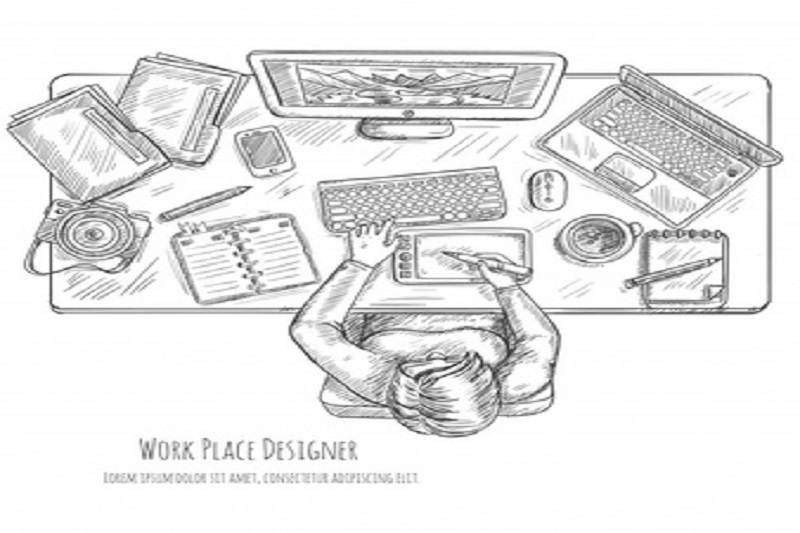 Work Place Designer
Lorem ipsum dolor sit amet, consectetur adipiscing elit.